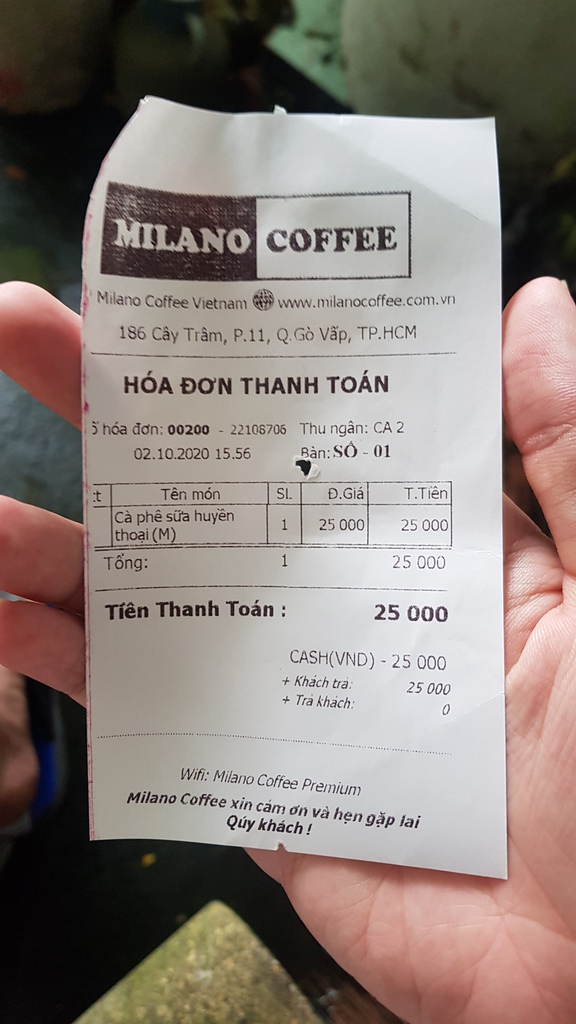 MILANO COFFEE
Milano Coffee Vietnam www.milanocoffee.com.vn
186 Cây Trâm, P.11, Q.Gò Vấp, TP.HCM
HÓA ĐƠN THANH TOÁN
hóa đơn: 00200 - 22108706 Thu ngân: CA 2
02.10.2020 15.56 Bàn: SỐ - 01
Tên món SL Đ.Giá T.Tiền
Cà phê sữa huyền 1 25 000 25 000
thoại (M)
Tổng: 1 25 000
Tiền Thanh Toán : 25 000
CASH(VND) - 25 000
+ Khách trả: 25 000
+ Trả khách: 0
Wifi: Milano Coffee Premium
Milano Coffee xin cảm ơn và hẹn gặp lại
Qúy khách !